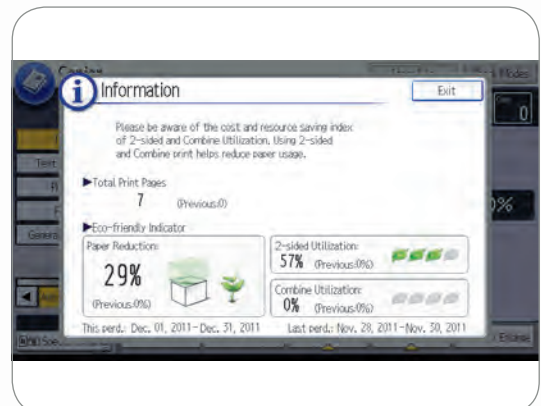 Copier
Modes
Information
Exit
0
Please be aware of the cost and
resource saving index
of 2-sided and Combine Utilization. Using 2-sided
and Combine print helps reduce paper usage.
▶Total Print Pages
7 (Previous:0)
▶Eco-friendly Indicator
Paper Reduction:
29%
(Previous:0%)
2-sided Utilization:
57% (Previous:0%)
Combine Utilization:
0% (Previous:0%)
This perd.: Dec. 01, 2011-Dec. 31, 2011
Last perd.: Nov. 28, 2011-Nov. 30, 2011